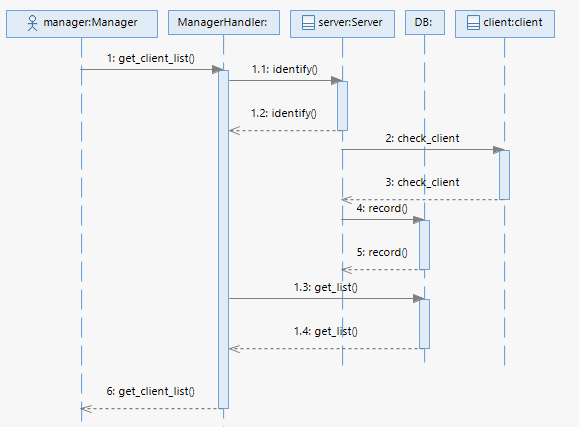 manager:Manager
ManagerHandler:
server:Server
DB:
client:client
1: get_client_list()
1.1: identify()
1.2: identify()
2: check_client
3: check_client
4: record()
5: record()
1.3: get_list()
1.4: get_list()
6: get_client_list()